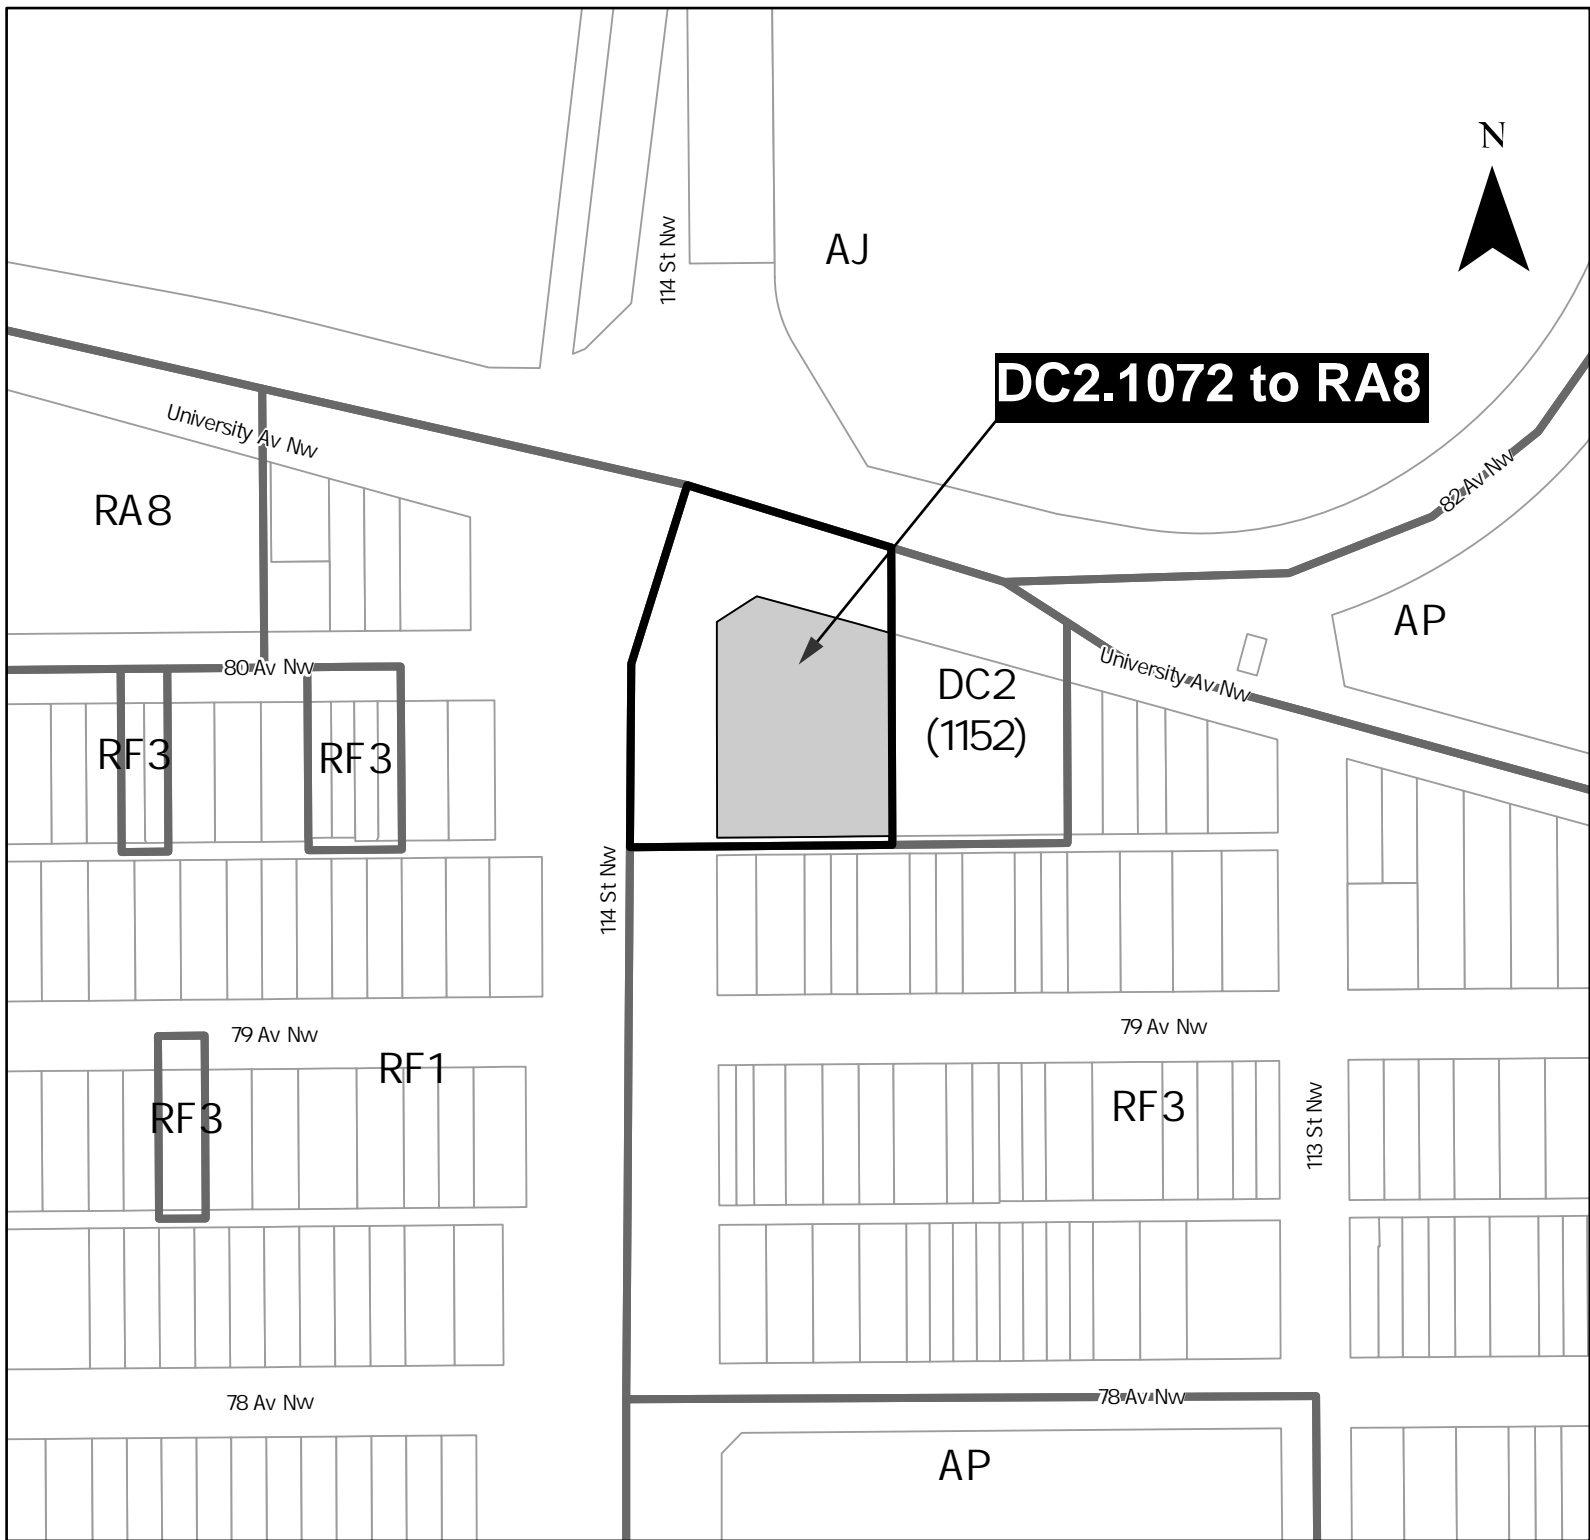 N
114 St Nw
AJ
DC2.1072 to RA8
University Av Nw
82 Av Nw
RA8
AP
80 Av Nw
University Av Nw
DC2
(1152)
RF3
RF3
114 St Nw
79 Av Nw
79 Av Nw
RF1
RF3
RF3
113 St Nw
78 Av Nw
78 Av Nw
AP